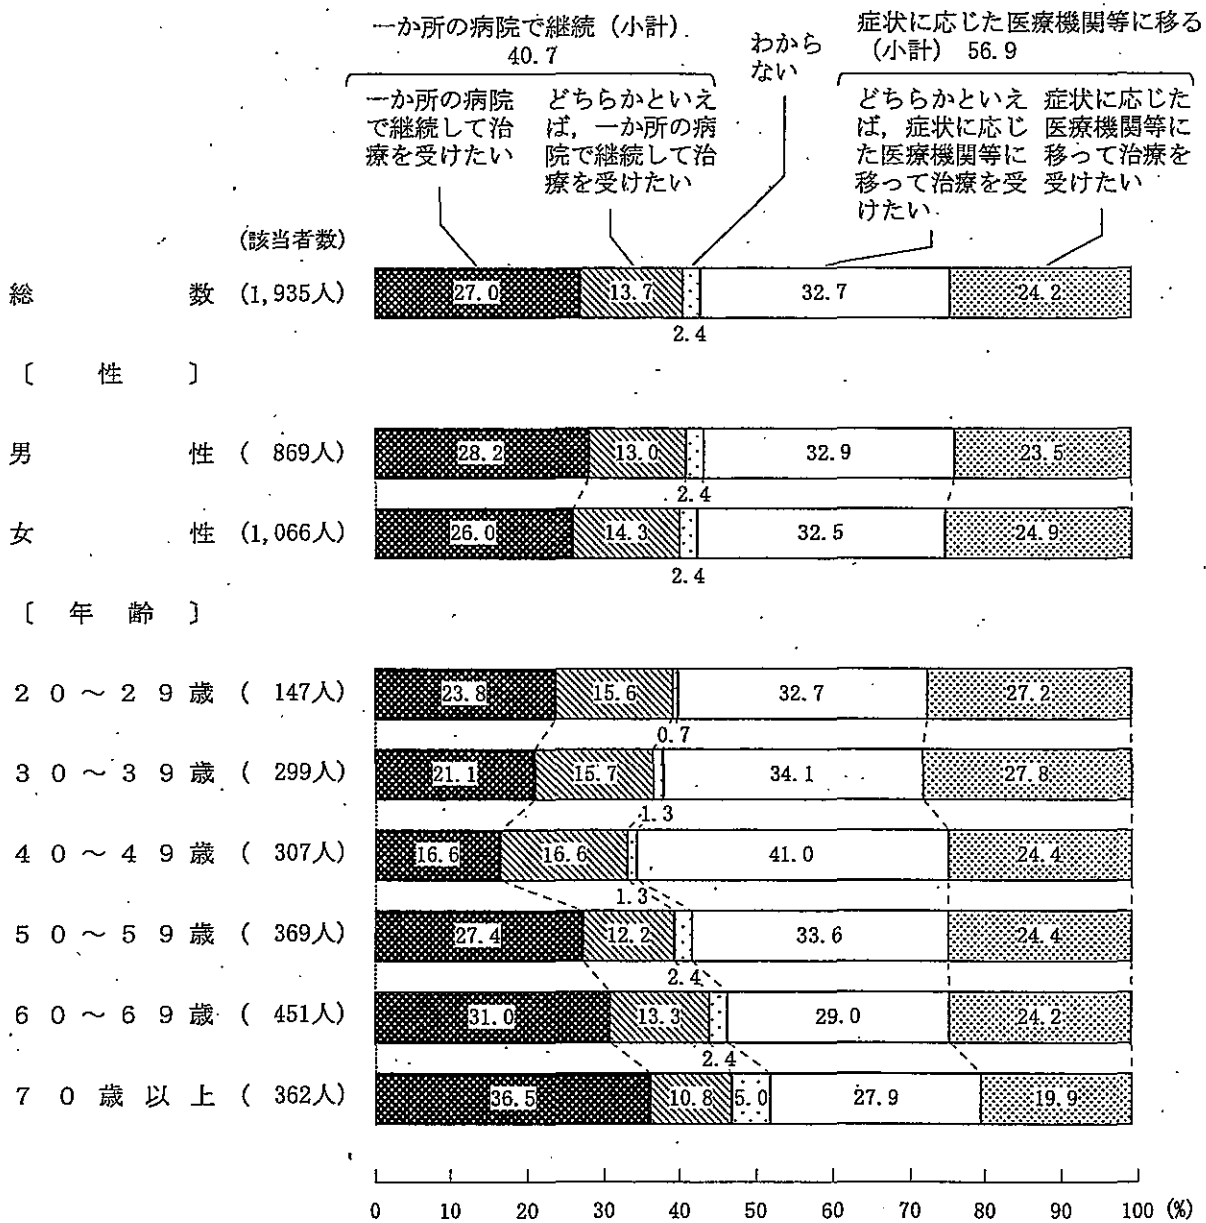 一か所の病院で継続(小計)
40.7
わから
ない
症状に応じた医療機関等に移る
(小計) 56.9
一か所の病院
で継続して治
療を受けたい
どちらかといえ
ば,一か所の病
院で継続して治
療を受けたい
どちらかといえ
ば,症状に応じ
た医療機関等に
移って治療を受
けたい
症状に応じた
医療機関等に
移って治療を
受けたい
(該当者数)
総数 (1,935人) 27.0 13.7 32.7 24.2
2.4
〔 性 〕
男性 ( 869人) 28.2 13.0 32.9 23.5
2.4
女性 (1,066人) 26.0 14.3 32.5 24.9
2.4
〔 年 齢 〕
20~29歳 ( 147人) 23.8 15.6 32.7 27.2
0.7
30~39歳 ( 299人) 21.1 15.7 34.1 27.8
1.3
40~49歳 ( 307人) 16.6 16.6 41.0 24.4
1.3
50~59歳 ( 369人) 27.4 12.2 33.6 24.4
2.4
60~69歳 ( 451人) 31.0 13.3 29.0 24.2
2.4
70歳以上 ( 362人) 36.5 10.8 5.0 27.9 19.9
0 10 20 30 40 50 60 70 80 90 100 (%)